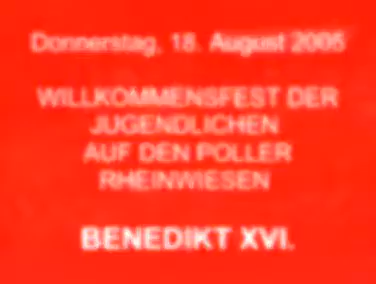 Donnerstag, 18. August 2005
WILLKOMMENSFEST DER
JUGENDLICHEN
AUF DEN POLLER
RHEINWIESEN
BENEDIKT XVI.